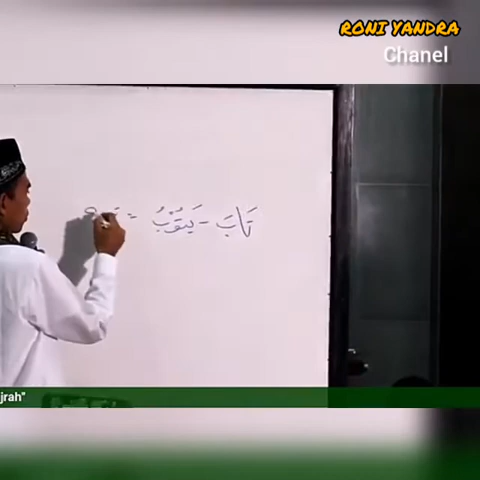 RONI YANDRA
Chanel
تَابَ - يَتُوْبُ -
jrah"